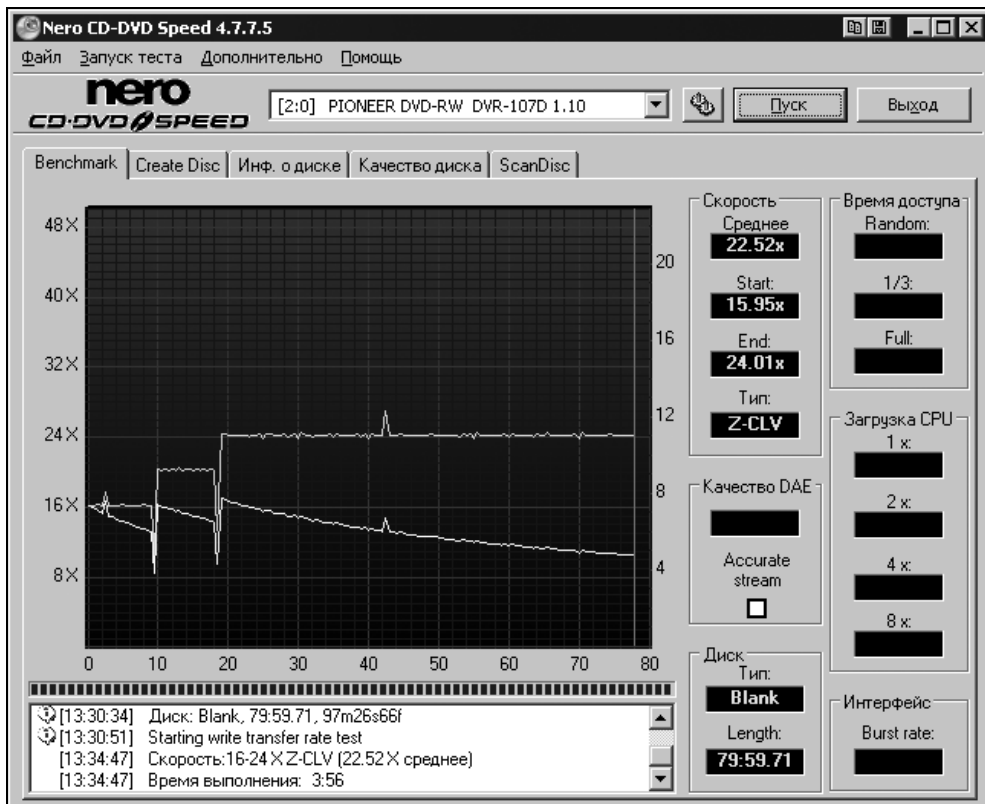 Nero CD-DVD Speed 4.7.7.5
Файл Запуск теста Дополнительно Помощь
nero
CD·DVD SPEED
[2:0] PIONEER DVD-RW DVR-107D 1.10
Пуск
Выход
Benchmark
Create Disc
Инф. о диске
Качество диска
ScanDisc
48X
40X
32X
24X
16X
8X
20
16
12
8
4
0 10 20 30 40 50 60 70 80
Скорость
Среднее
22.52x
Start:
15.95x
End:
24.01x
Тип:
Z-CLV
Время доступа
Random:
1/3:
Full:
Качество DAE
Accurate
stream
Загрузка CPU
1 x:
2 x:
4 x:
8 x:
Диск
Тип:
Blank
Length:
79:59.71
Интерфейс
Burst rate:
[13:30:34] Диск: Blank, 79:59.71, 97m26s66f
[13:30:51] Starting write transfer rate test
[13:34:47] Скорость:16-24 X Z-CLV (22.52 X среднее)
[13:34:47] Время выполнения: 3:56